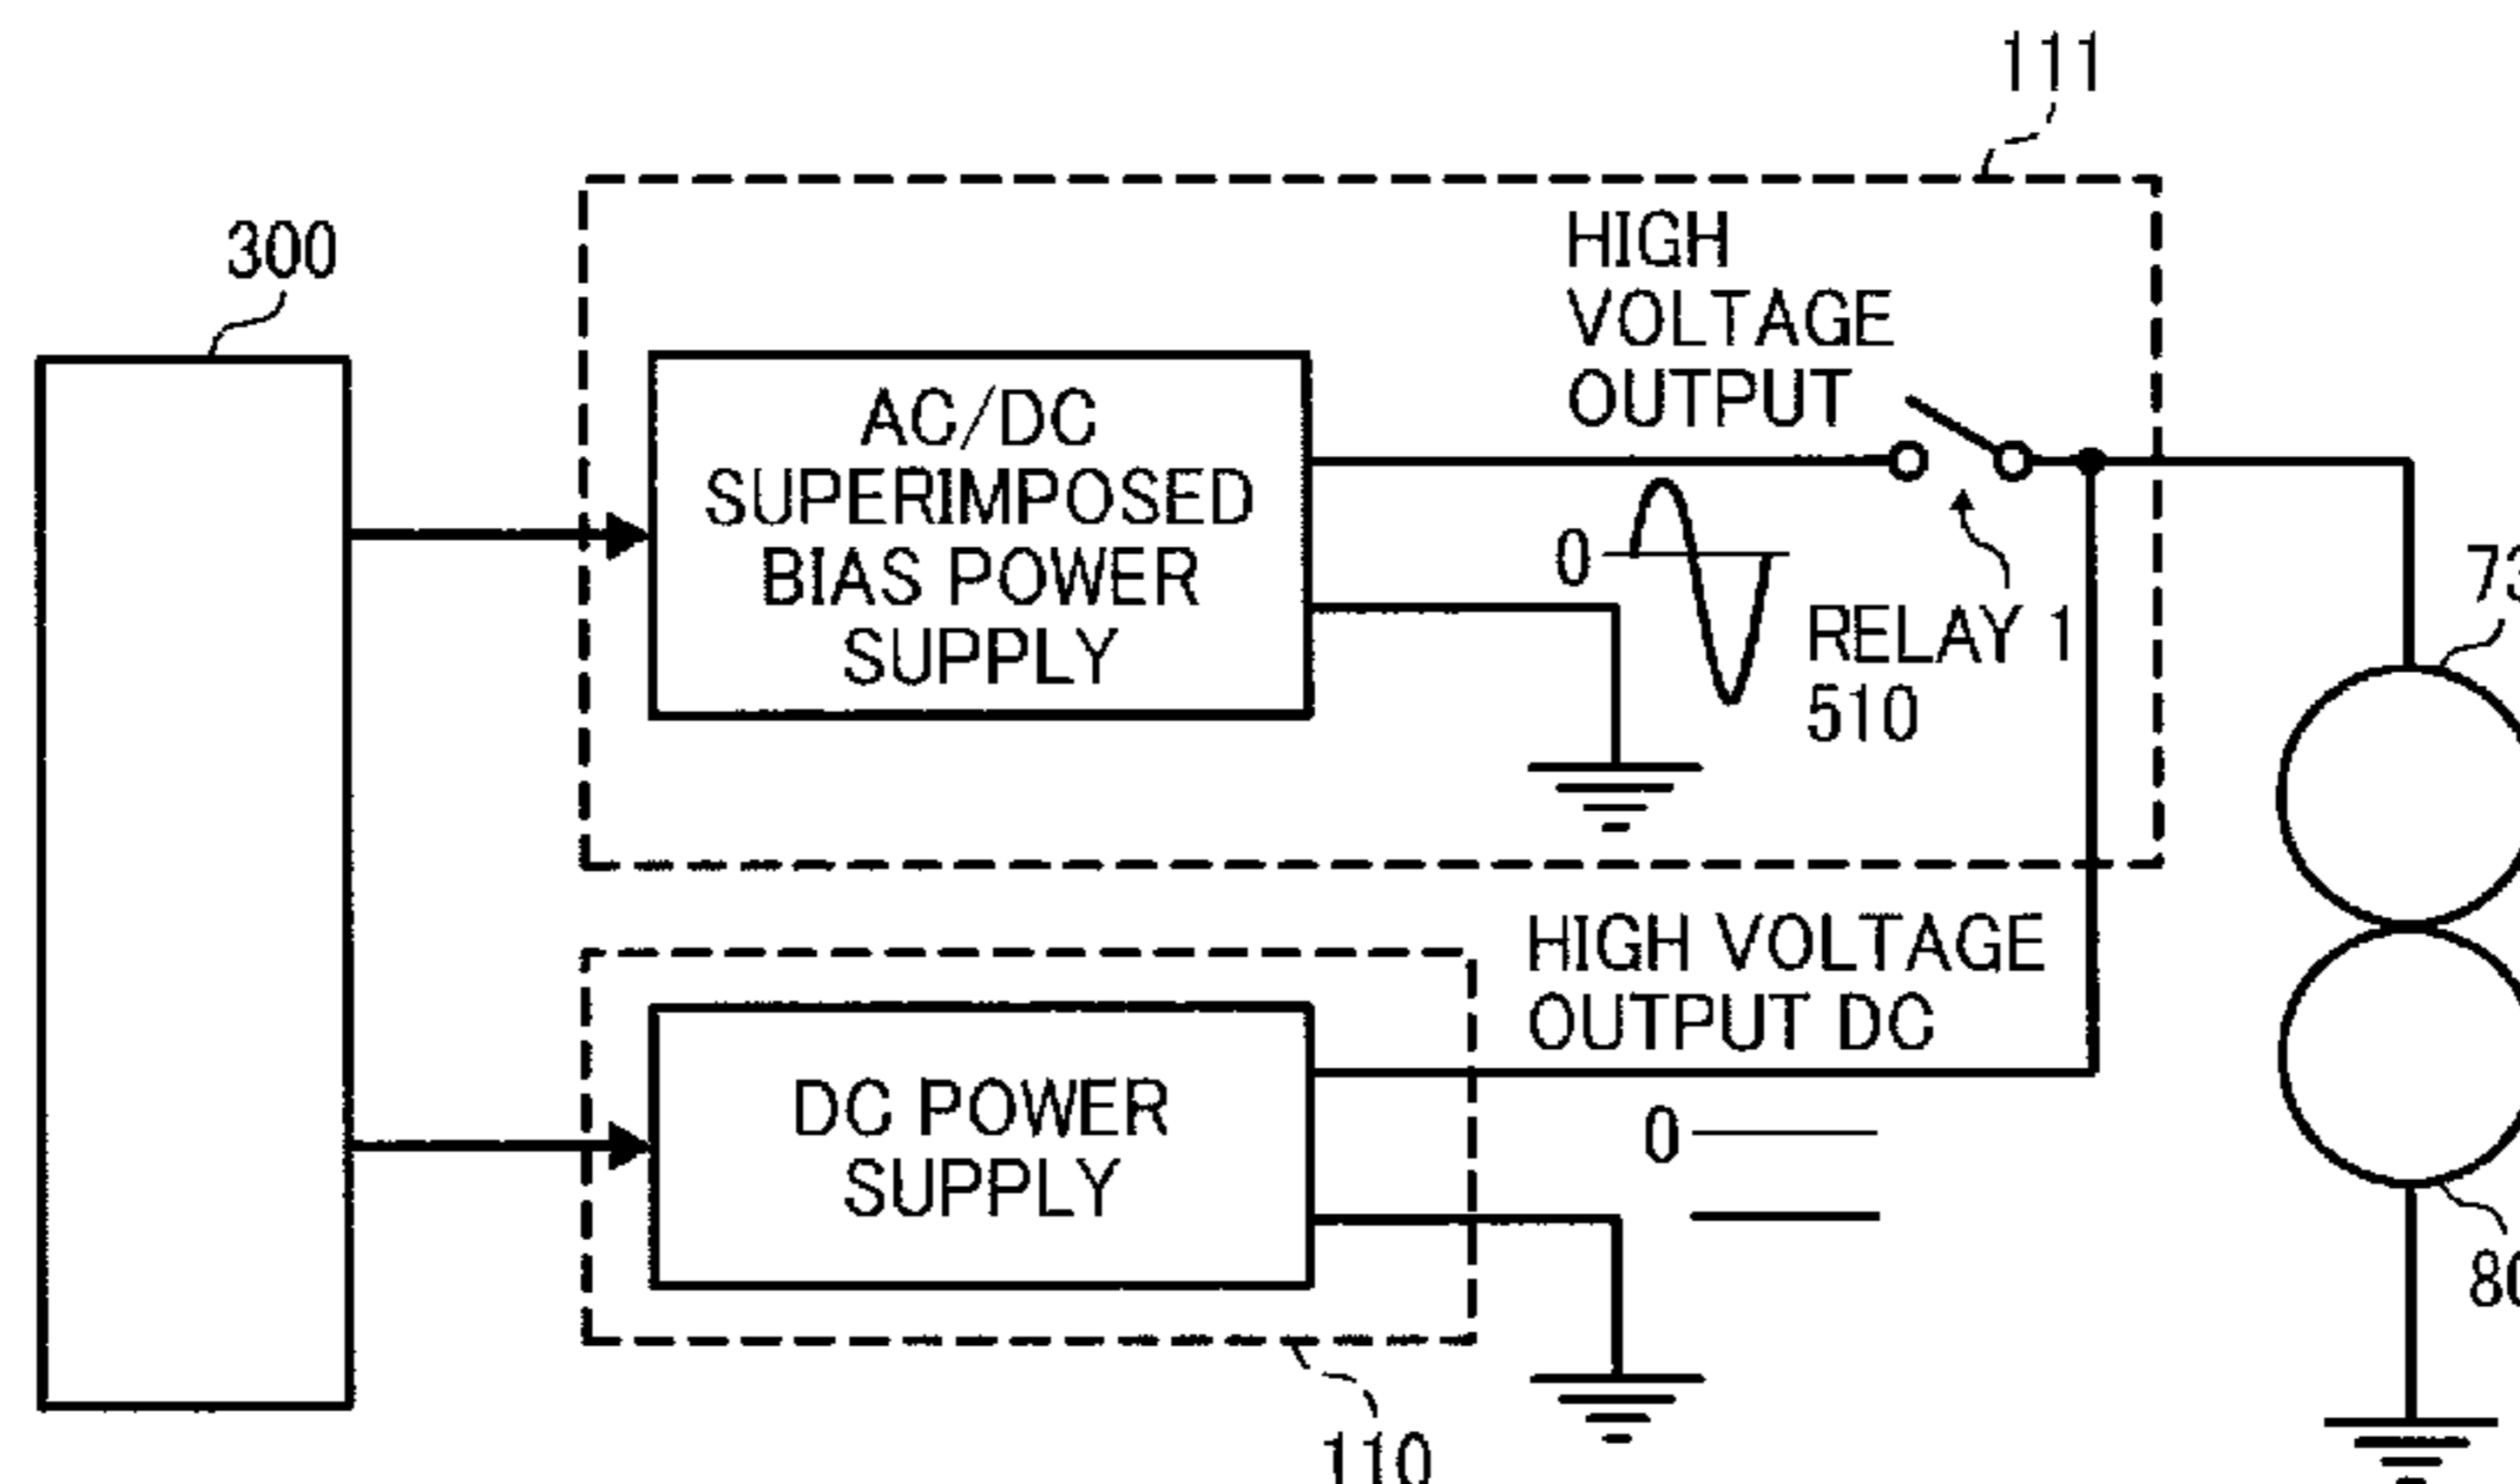 111
300
HIGH
VOLTAGE
OUTPUT
AC/DC
SUPERIMPOSED
BIAS POWER
SUPPLY
0
RELAY 1
510
HIGH VOLTAGE
OUTPUT DC
DC POWER
SUPPLY
0
110